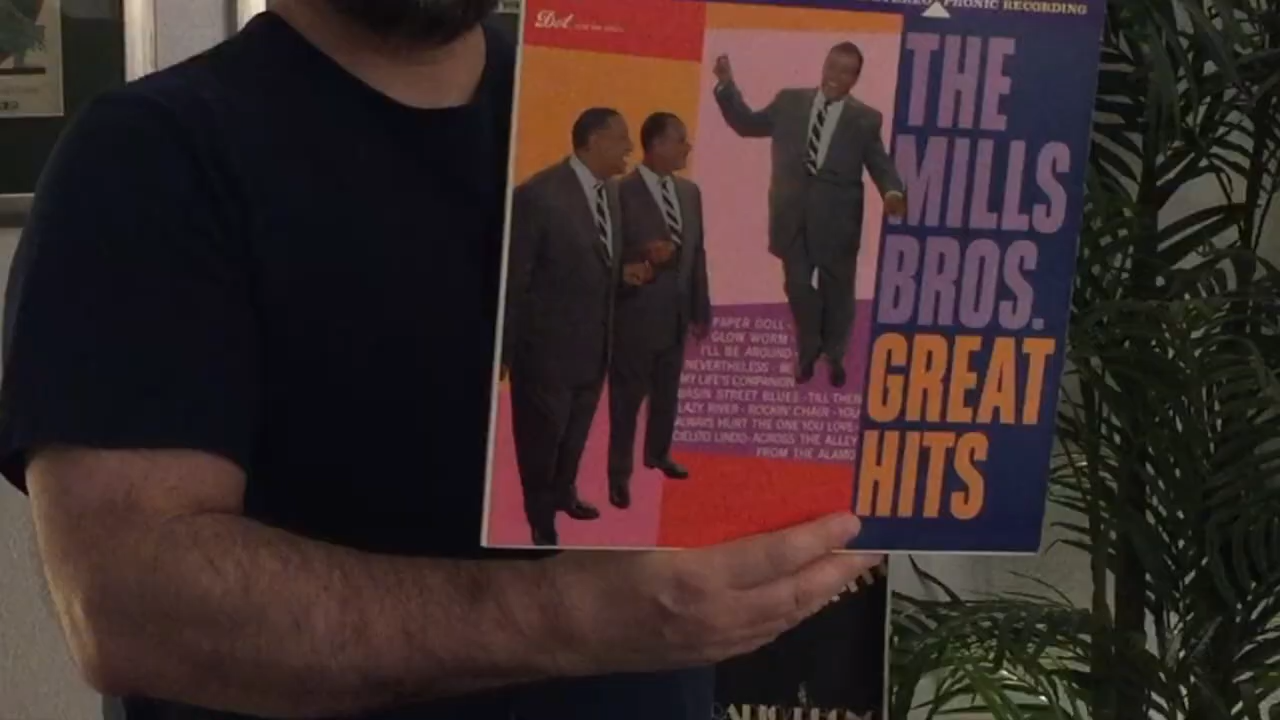 STEREO PHONIC RECORDING
Dot
THE
MILLS
BROS.
GREAT
HITS
PAPER DOLL •
GLOW WORM •
I'LL BE AROUND •
NEVERTHELESS • BE
MY LIFE'S COMPANION
BASIN STREET BLUES • TILL THEN
LAZY RIVER • ROCKIN' CHAIR • YOU
ALWAYS HURT THE ONE YOU LOVE •
CIELITO LINDO • ACROSS THE ALLEY
FROM THE ALAMO